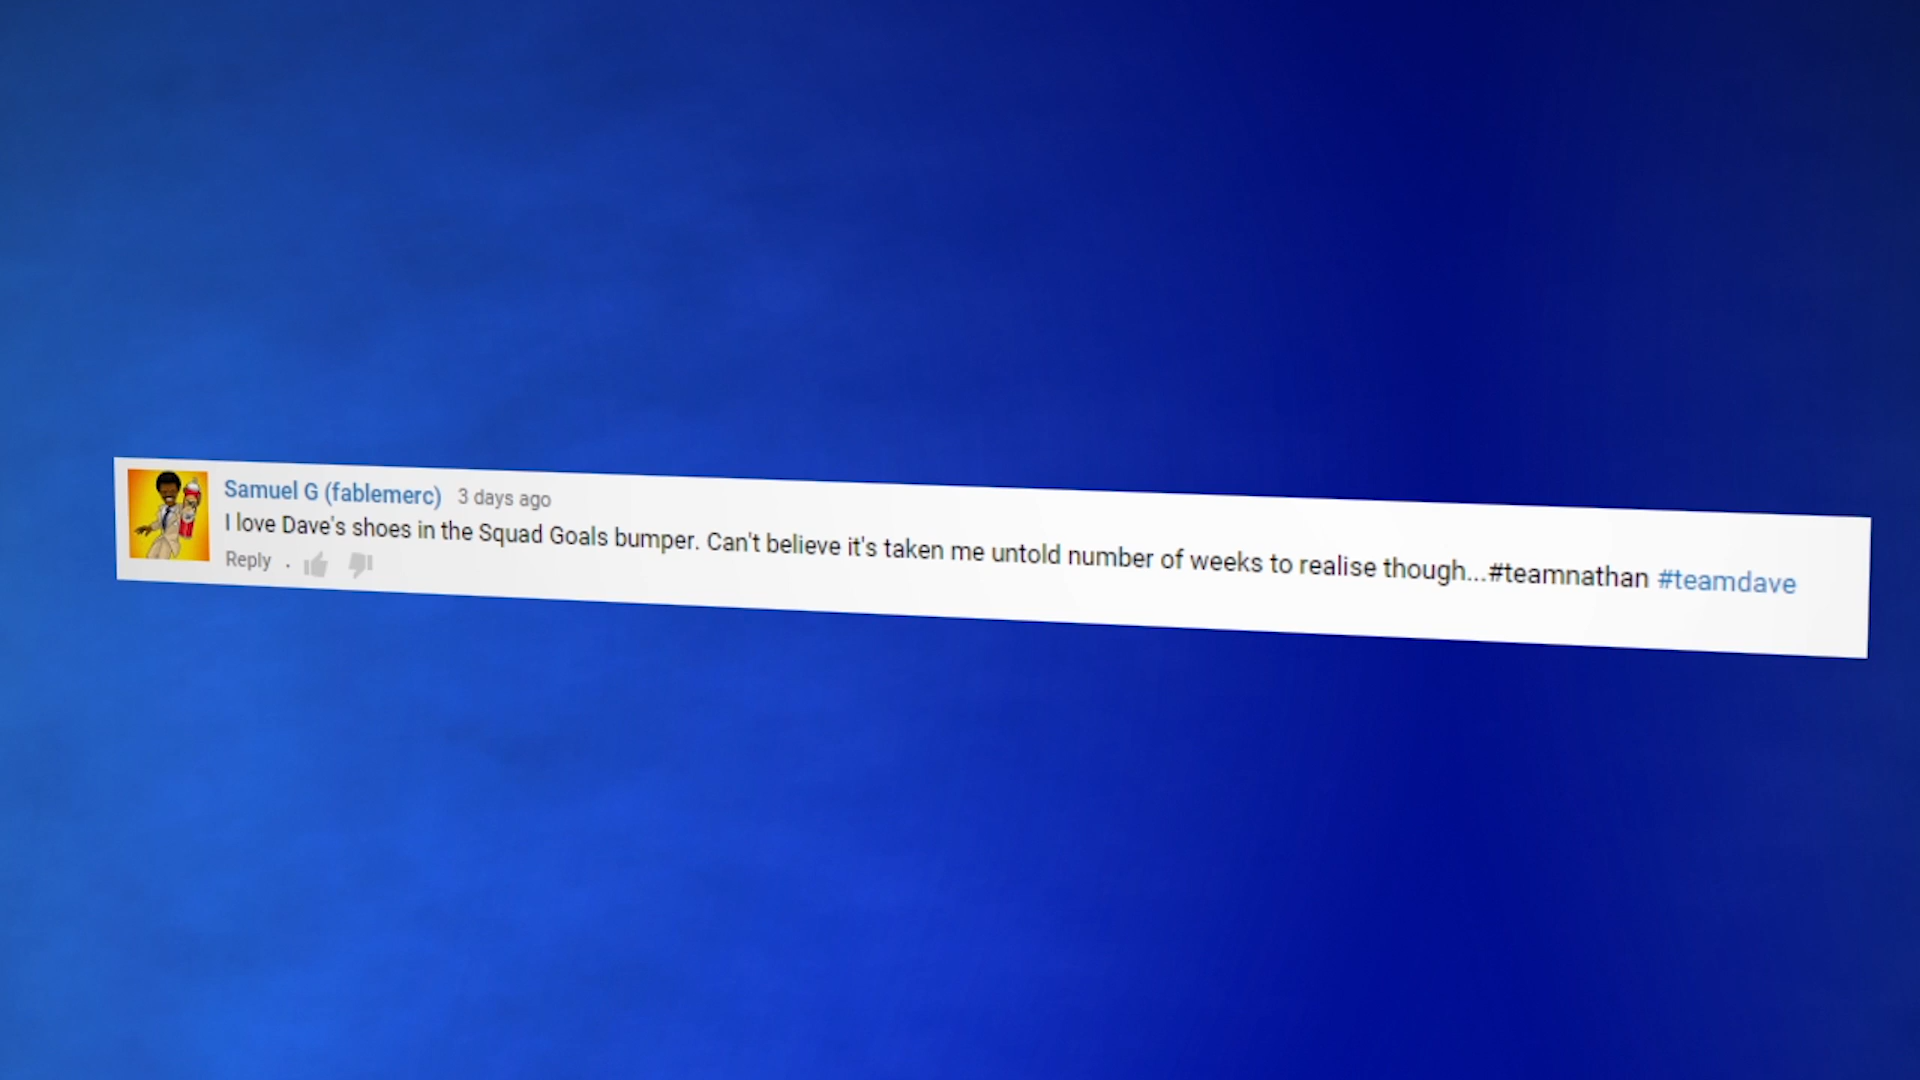 Samuel G (fablemerc) 3 days ago
I love Dave's shoes in the Squad Goals bumper. Can't believe it's taken me untold number of weeks to realise though...#teamnathan #teamdave
Reply .